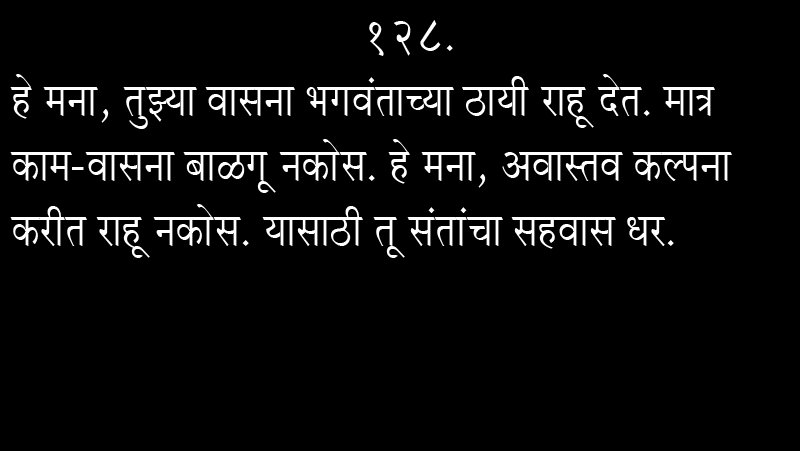 १२८.
हे मना, तुझ्या वासना भगवंताच्या ठायी राहू देत. मात्र
काम-वासना बाळगू नकोस. हे मना, अवास्तव कल्पना
करीत राहू नकोस. यासाठी तू संतांचा सहवास धर.